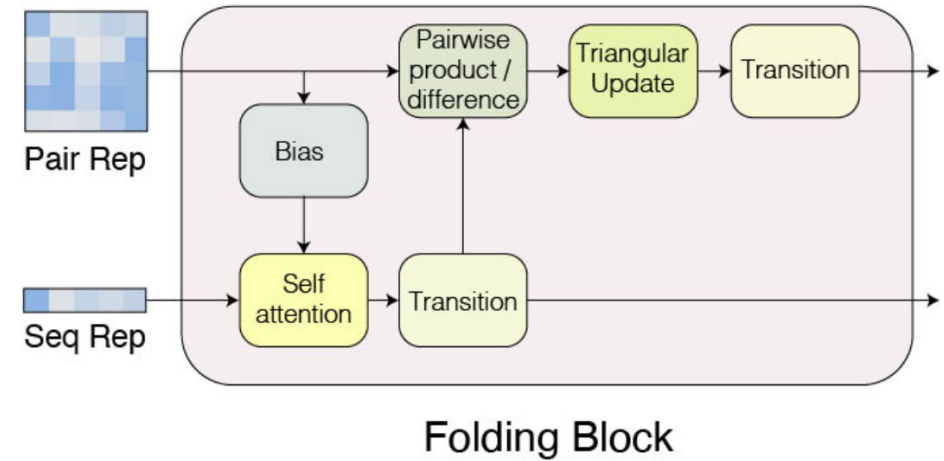 Pair Rep
Seq Rep
Bias
Self
attention
Transition
Pairwise
product /
difference
Triangular
Update
Transition
Folding Block